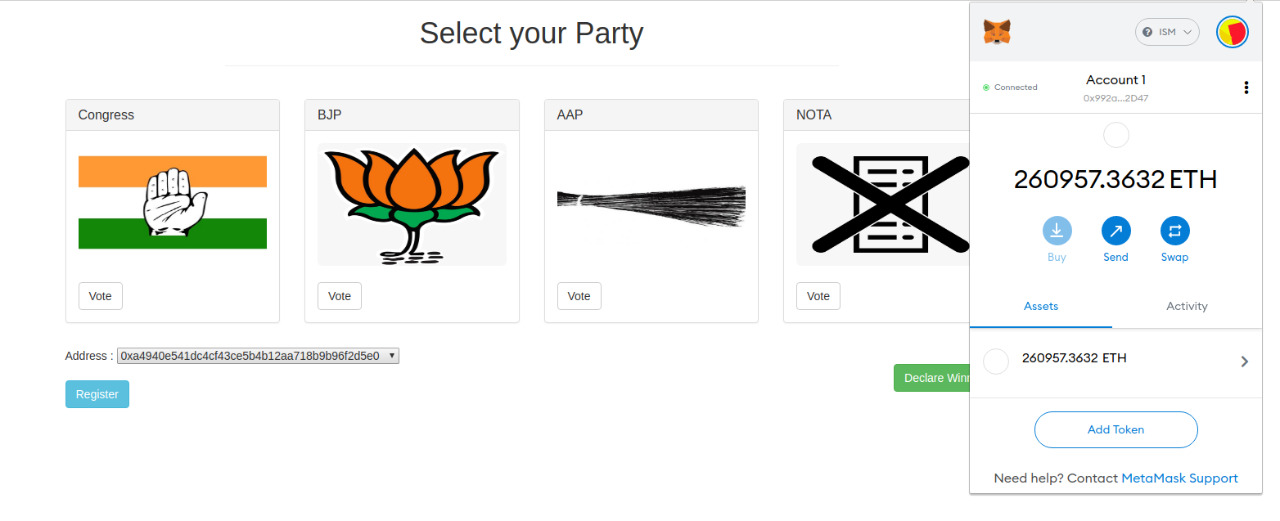 Select your Party
Congress
BJP
AAP
NOTA
Vote
Vote
Vote
Vote
Address : 0xa4940e541dc4cf43ce5b4b12aa718b9b96f2d5e0
Register
Declare Winn
ISM
Connected
Account 1
0x992a...2D47
260957.3632 ETH
Buy
Send
Swap
Assets
Activity
260957.3632 ETH
Add Token
Need help? Contact MetaMask Support